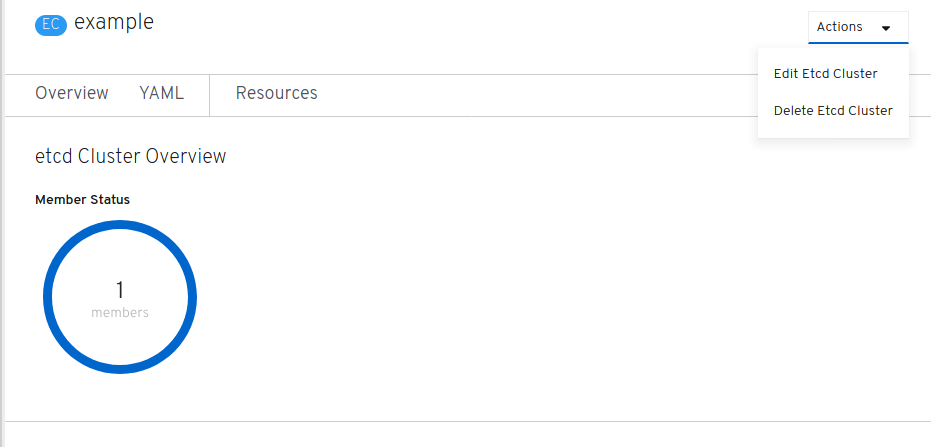 EC example
Actions
Edit Etcd Cluster
Delete Etcd Cluster
Overview YAML Resources
etcd Cluster Overview
Member Status
1
members